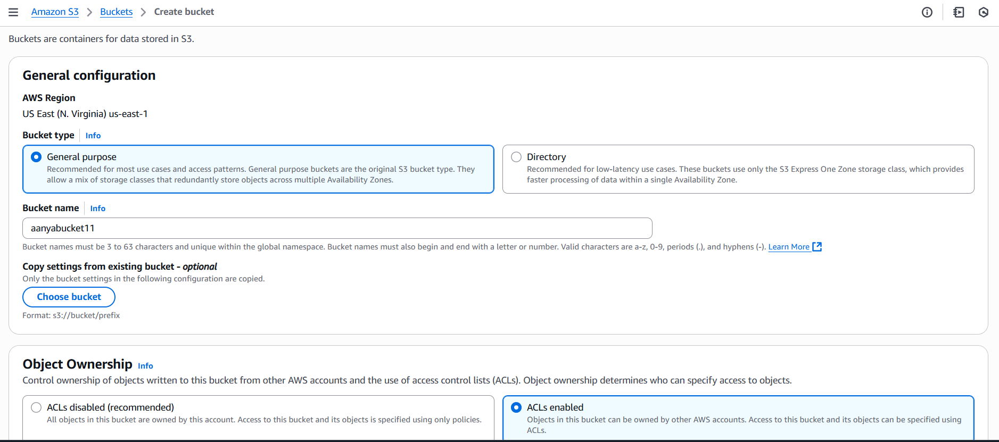 Amazon S3 > Buckets > Create bucket
Buckets are containers for data stored in S3.
General configuration
AWS Region
US East (N. Virginia) us-east-1
Bucket type Info
General purpose
Recommended for most use cases and access patterns. General purpose buckets are the original S3 bucket type. They
allow a mix of storage classes that redundantly store objects across multiple Availability Zones.
Directory
Recommended for low-latency use cases. These buckets use only the S3 Express One Zone storage class, which provides
faster processing of data within a single Availability Zone.
Bucket name Info
aanyabucket11
Bucket names must be 3 to 63 characters and unique within the global namespace. Bucket names must also begin and end with a letter or number. Valid characters are a-z, 0-9, periods (.), and hyphens (-). Learn More
Copy settings from existing bucket - optional
Only the bucket settings in the following configuration are copied.
Choose bucket
Format: s3://bucket/prefix
Object Ownership Info
Control ownership of objects written to this bucket from other AWS accounts and the use of access control lists (ACLs). Object ownership determines who can specify access to objects.
ACLs disabled (recommended)
All objects in this bucket are owned by this account. Access to this bucket and its objects is specified using only policies.
ACLs enabled
Objects in this bucket can be owned by other AWS accounts. Access to this bucket and its objects can be specified using
ACLs.